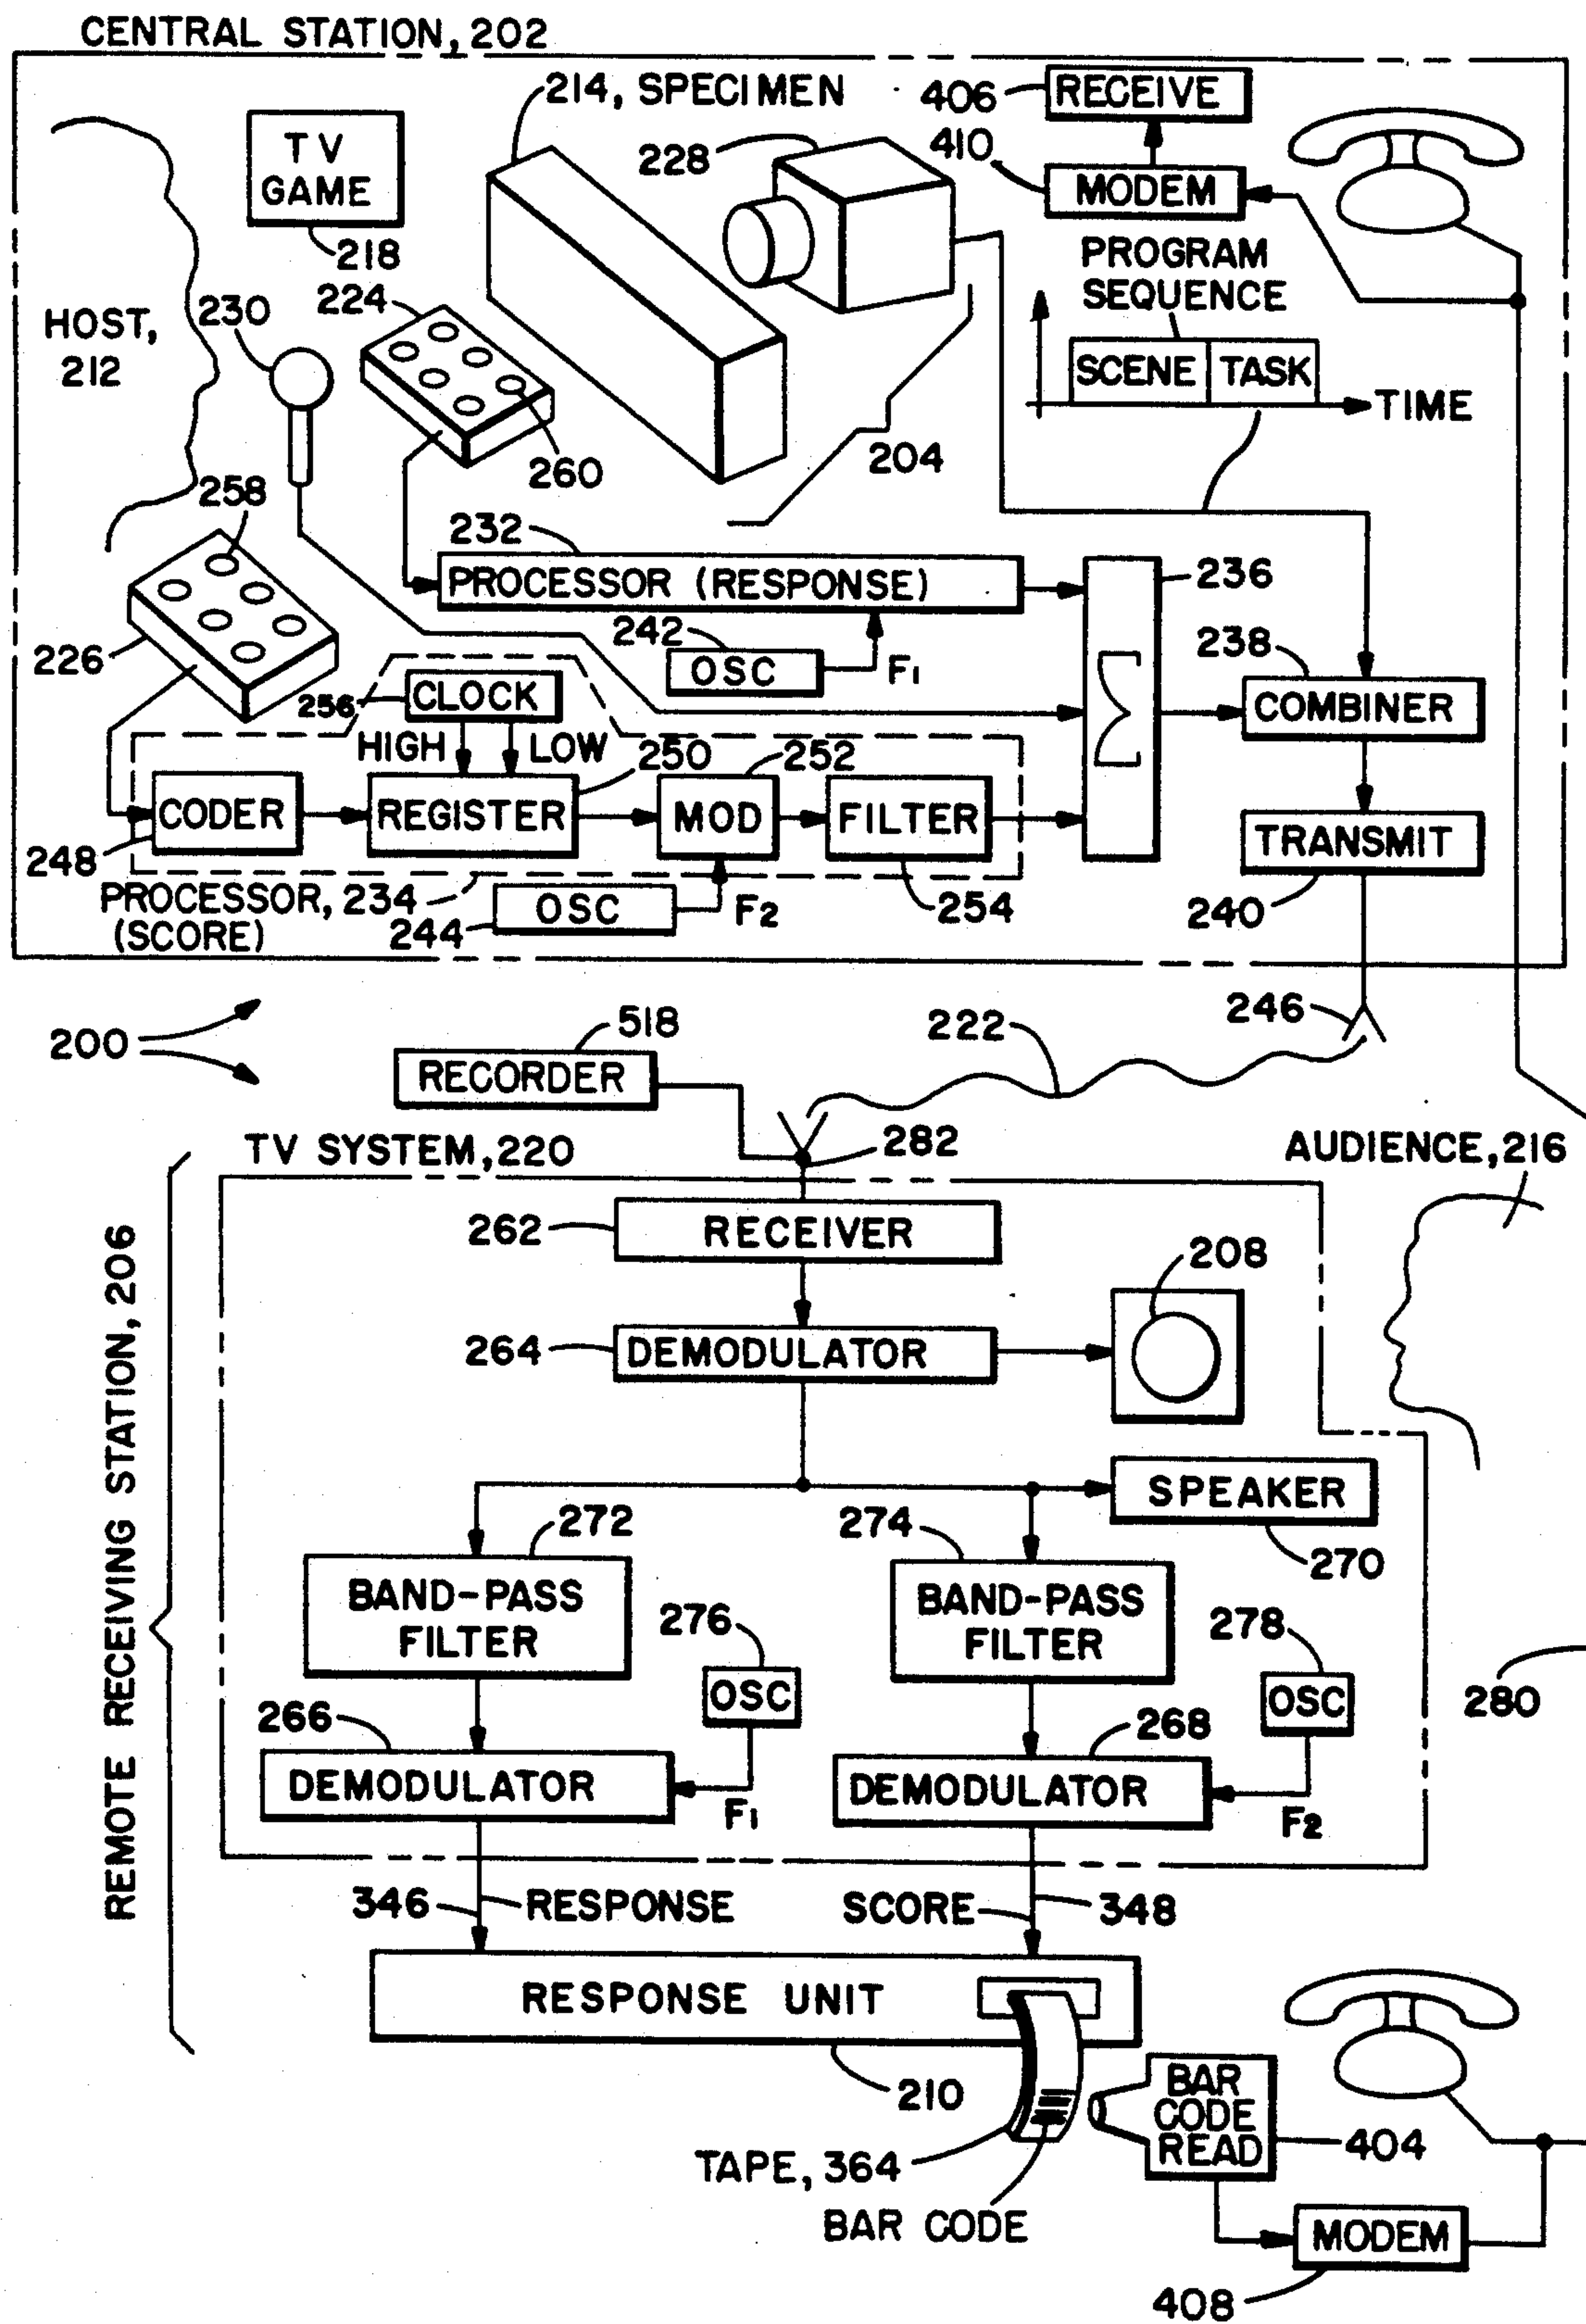 CENTRAL STATION, 202
214, SPECIMEN
406
RECEIVE
TV
GAME
218
228
410
MODEM
PROGRAM
SEQUENCE
SCENE
TASK
TIME
HOST,
212
230
224
260
204
258
232
PROCESSOR (RESPONSE)
236
226
242
OSC
F1
238
COMBINER
256
CLOCK
HIGH
LOW
250
252
CODER
REGISTER
MOD
FILTER
TRANSMIT
248
PROCESSOR, 234
(SCORE)
244
OSC
F2
254
240
200
518
RECORDER
222
246
TV SYSTEM, 220
282
AUDIENCE, 216
REMOTE RECEIVING STATION, 206
262
RECEIVER
208
264
DEMODULATOR
SPEAKER
270
272
BAND-PASS
FILTER
274
BAND-PASS
FILTER
276
OSC
278
OSC
280
266
DEMODULATOR
F1
268
DEMODULATOR
F2
346
RESPONSE
SCORE
348
RESPONSE UNIT
210
TAPE, 364
BAR CODE
BAR
CODE
READ
404
MODEM
408